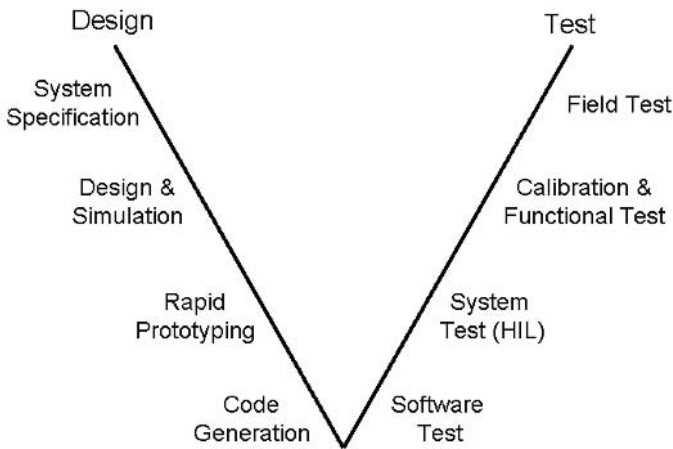 Design
Test
System
Specification
Field Test
Design &
Simulation
Calibration &
Functional Test
Rapid
Prototyping
System
Test (HIL)
Code
Generation
Software
Test